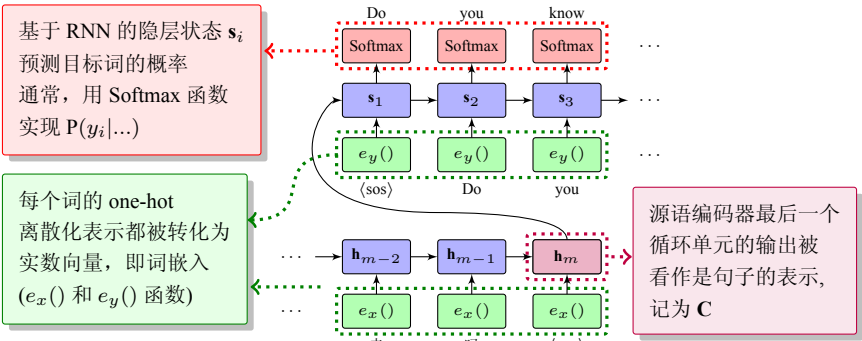 基于 RNN 的隐层状态 s_i
预测目标词的概率
通常，用 Softmax 函数
实现 P(y_i|...)
每个词的 one-hot
离散化表示都被转化为
实数向量，即词嵌入
(e_x() 和 e_y() 函数)
Do you know
Softmax Softmax Softmax ···
s_1 s_2 s_3 ···
e_y() e_y() e_y() ···
⟨sos⟩ Do you
··· h_{m−2} h_{m−1} h_m
··· e_x() e_x() e_x()
源语编码器最后一个
循环单元的输出被
看作是句子的表示,
记为 C